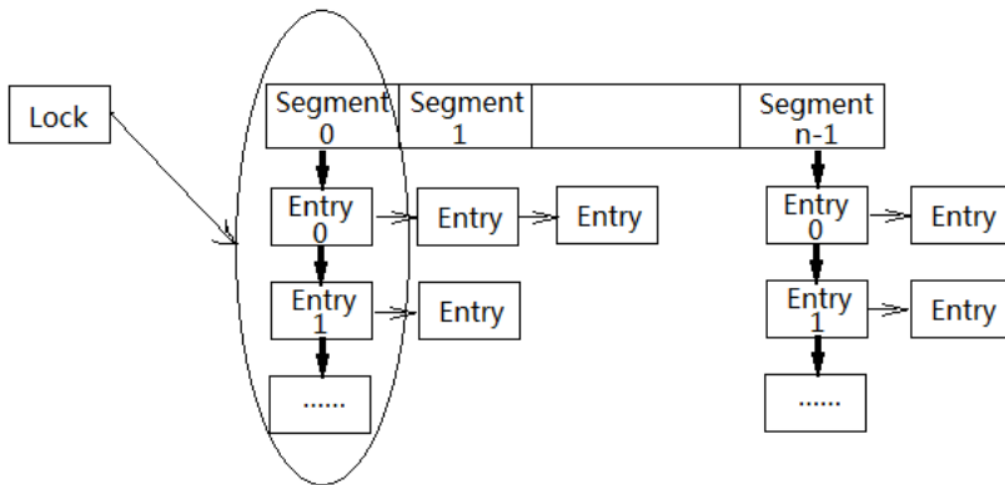 Lock
Segment
0
Segment
1
Segment
n-1
Entry
0
Entry
Entry
Entry
0
Entry
Entry
1
Entry
Entry
1
Entry
......
......